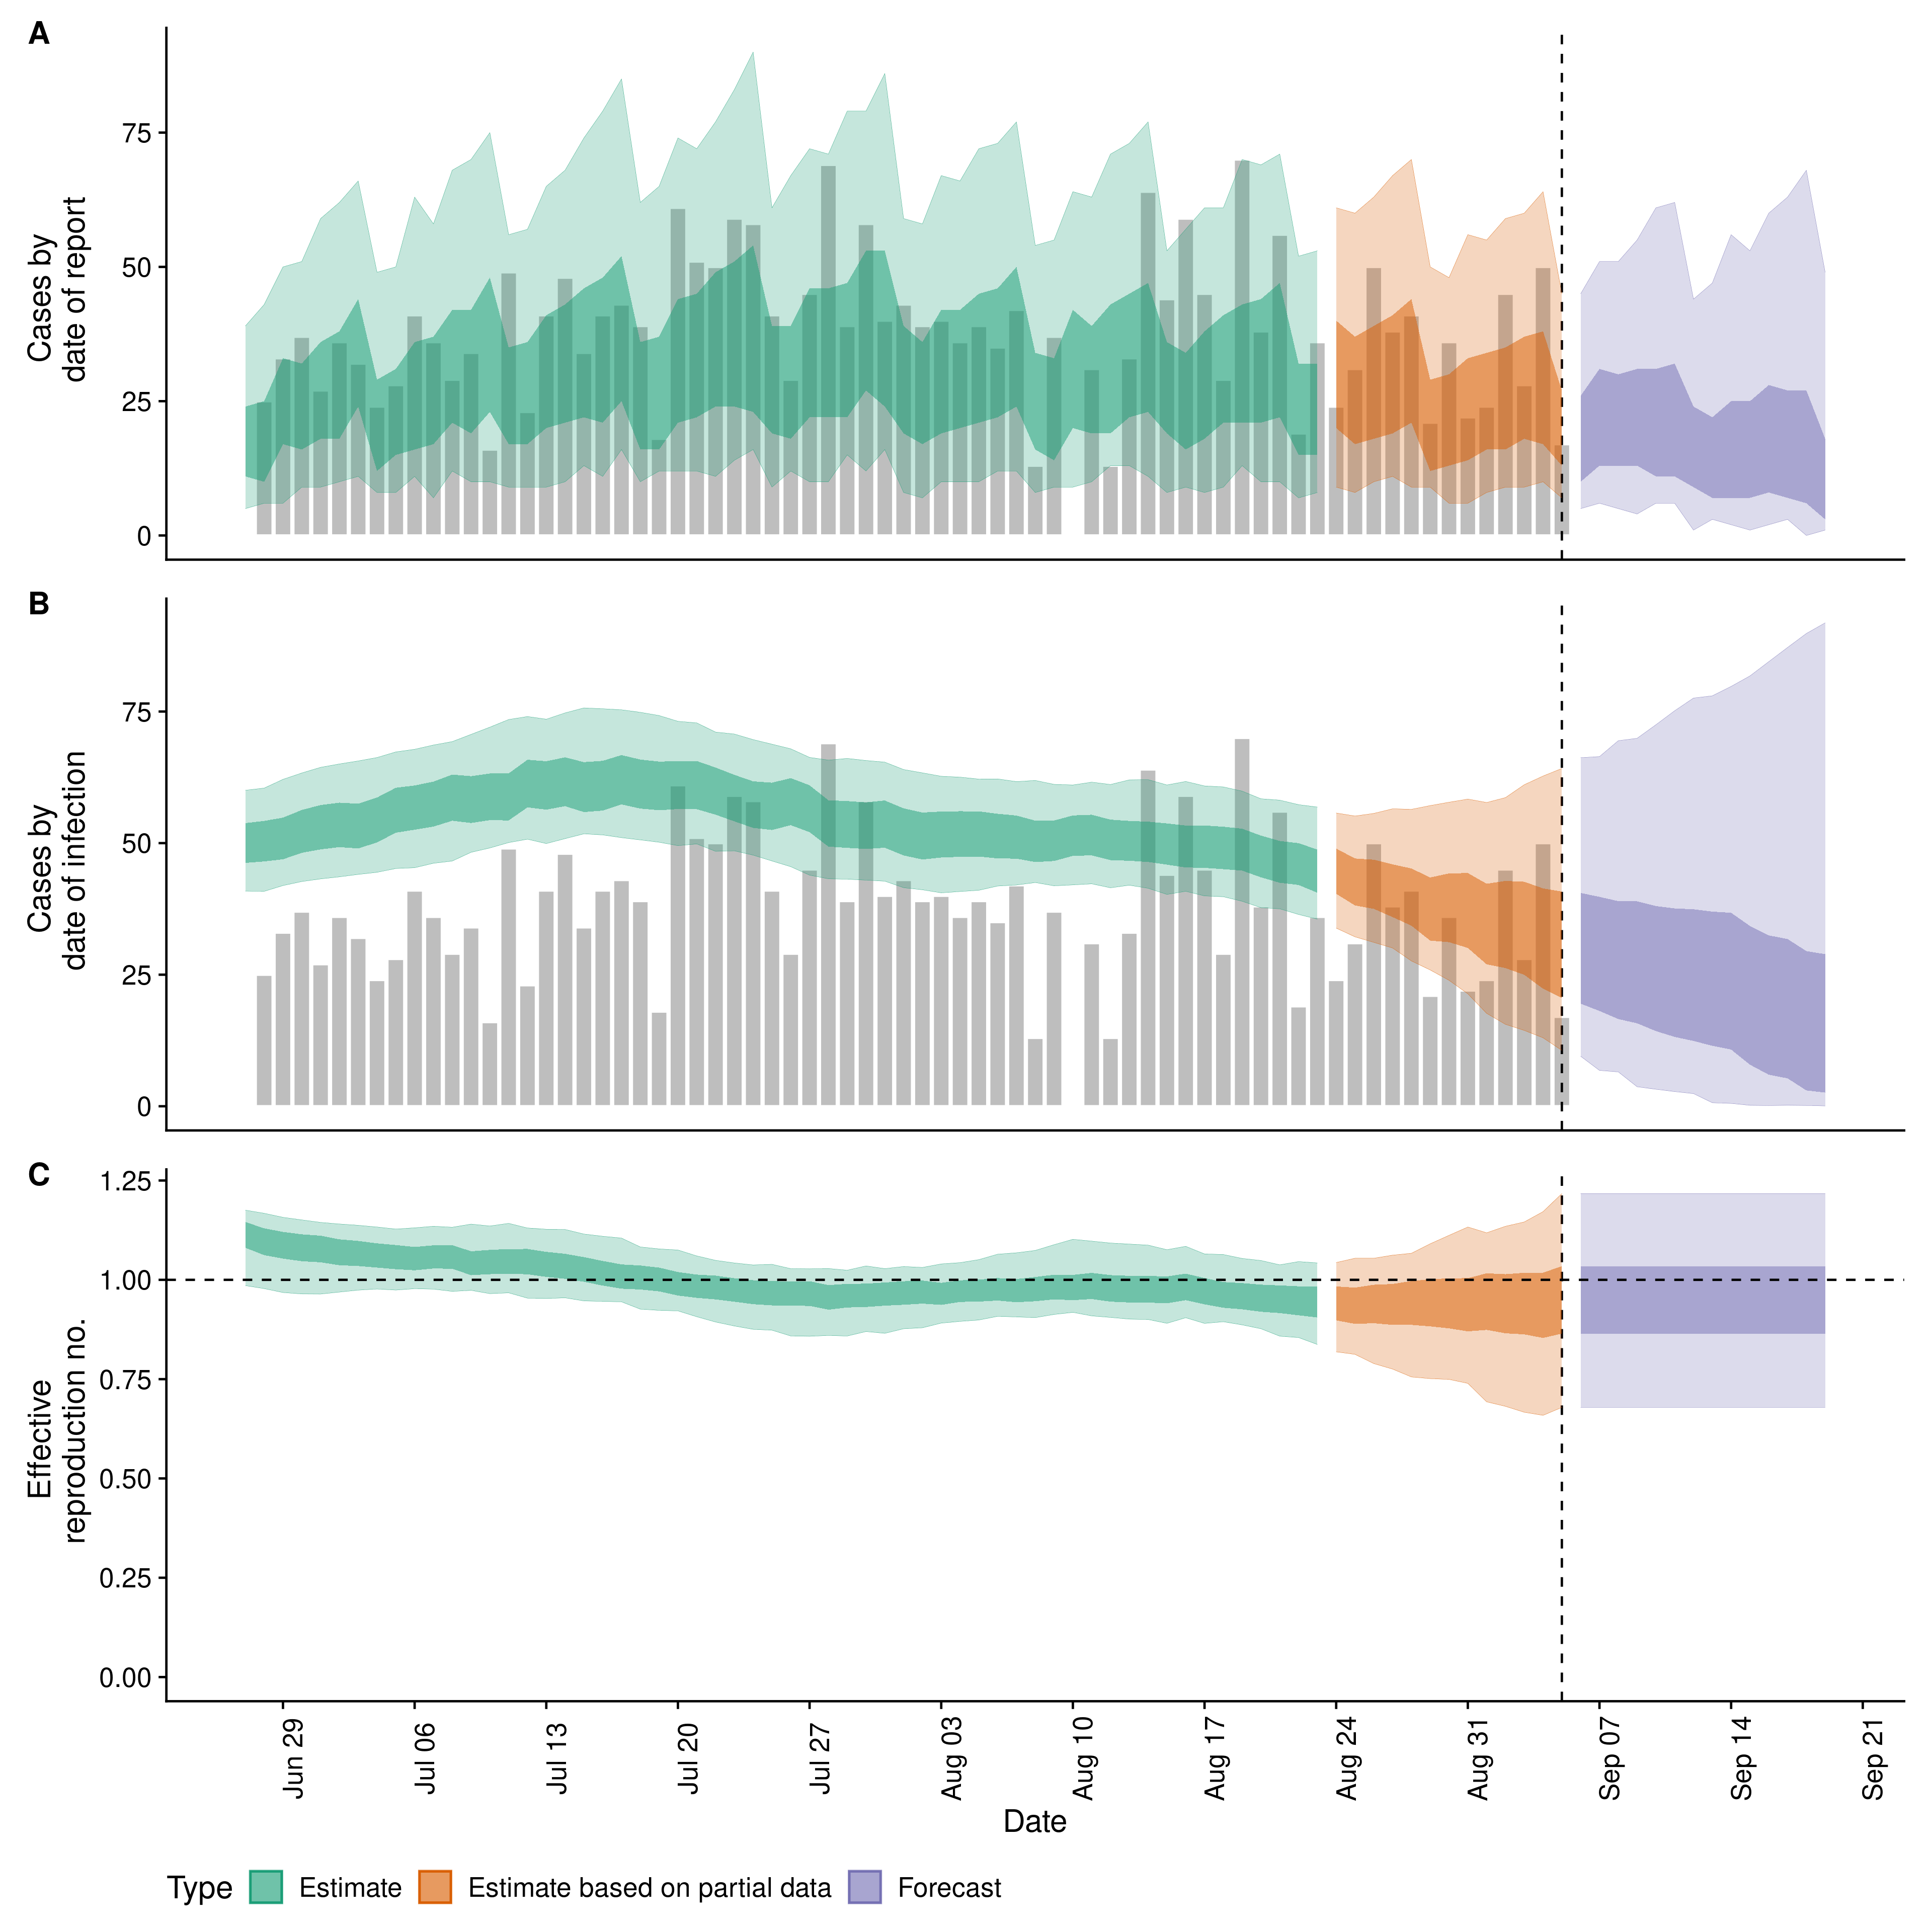 A
Cases by
date of report
75
50
25
0
B
Cases by
date of infection
75
50
25
0
C
Effective
reproduction no.
1.25
1.00
0.75
0.50
0.25
0.00
Jun 29
Jul 06
Jul 13
Jul 20
Jul 27
Aug 03
Aug 10
Aug 17
Aug 24
Aug 31
Sep 07
Sep 14
Sep 21
Date
Type Estimate Estimate based on partial data Forecast